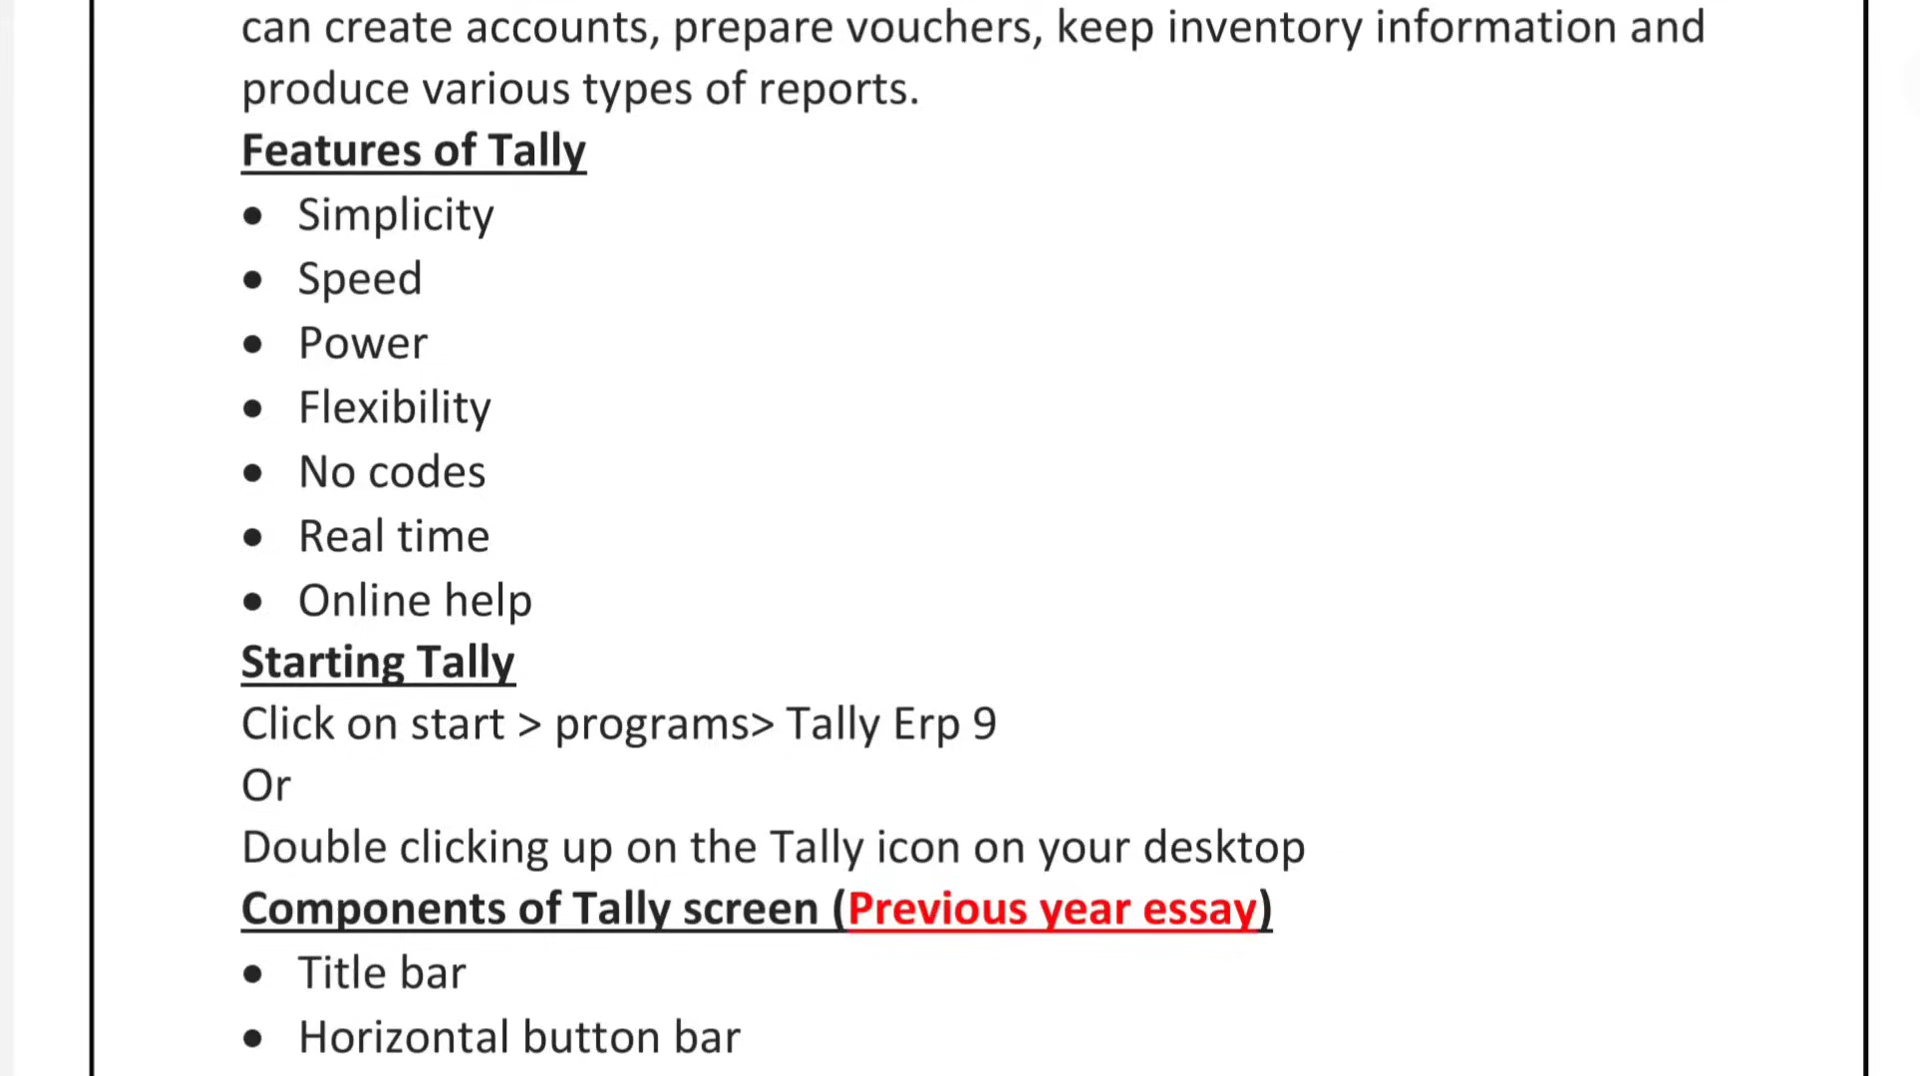 can create accounts, prepare vouchers, keep inventory information and
produce various types of reports.
Features of Tally
• Simplicity
• Speed
• Power
• Flexibility
• No codes
• Real time
• Online help
Starting Tally
Click on start > programs> Tally Erp 9
Or
Double clicking up on the Tally icon on your desktop
Components of Tally screen (Previous year essay)
• Title bar
• Horizontal button bar